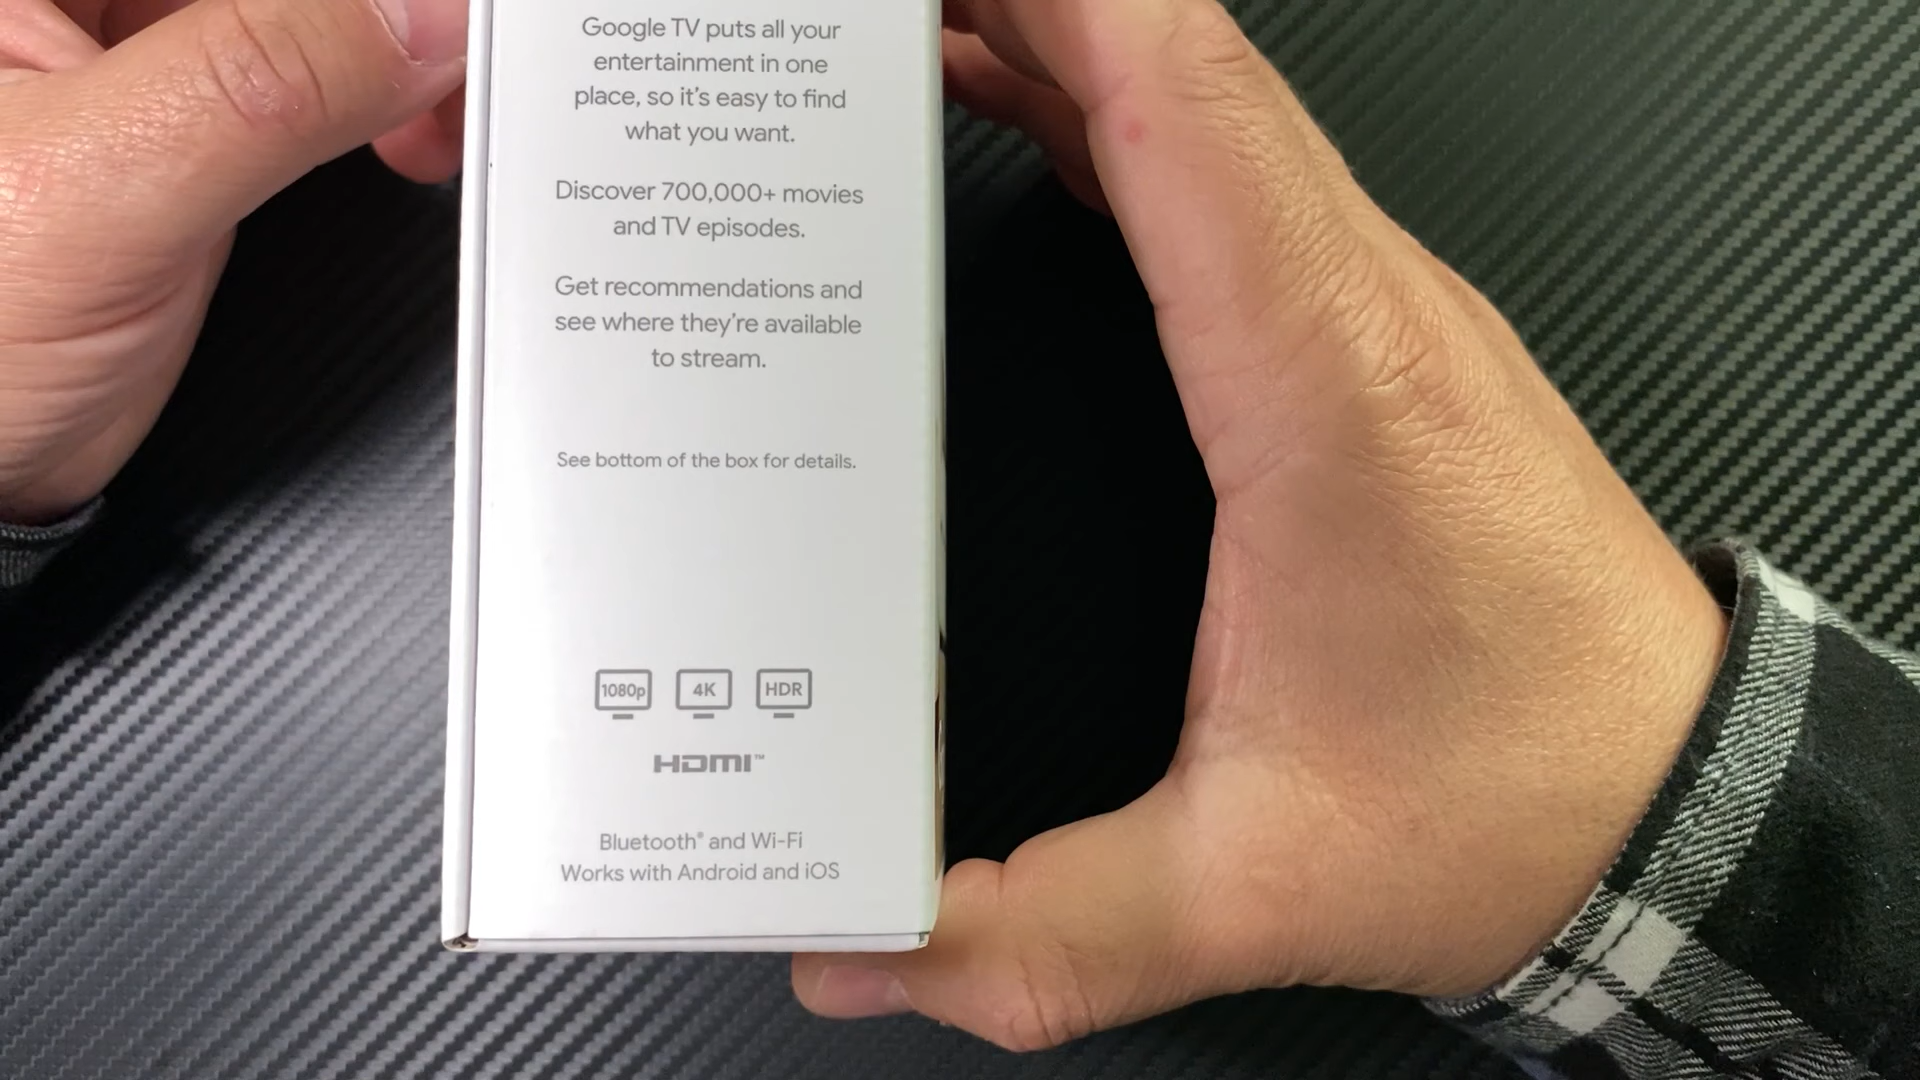 Google TV puts all your
entertainment in one
place, so it's easy to find
what you want.
Discover 700,000+ movies
and TV episodes.
Get recommendations and
see where they're available
to stream.
See bottom of the box for details.
1080p 4K HDR
HDMI™
Bluetooth® and Wi-Fi
Works with Android and iOS